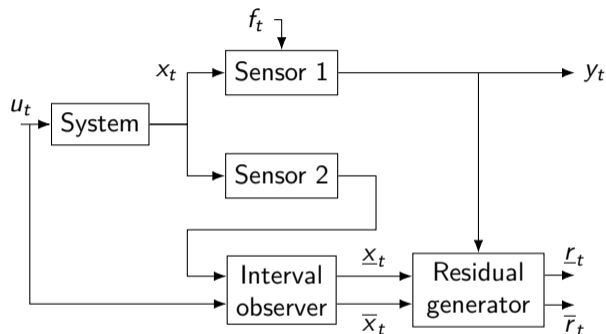 f_t
x_t
Sensor 1
y_t
u_t
System
Sensor 2
x̲_t
r̲_t
Interval
observer
Residual
generator
x̅_t
r̅_t